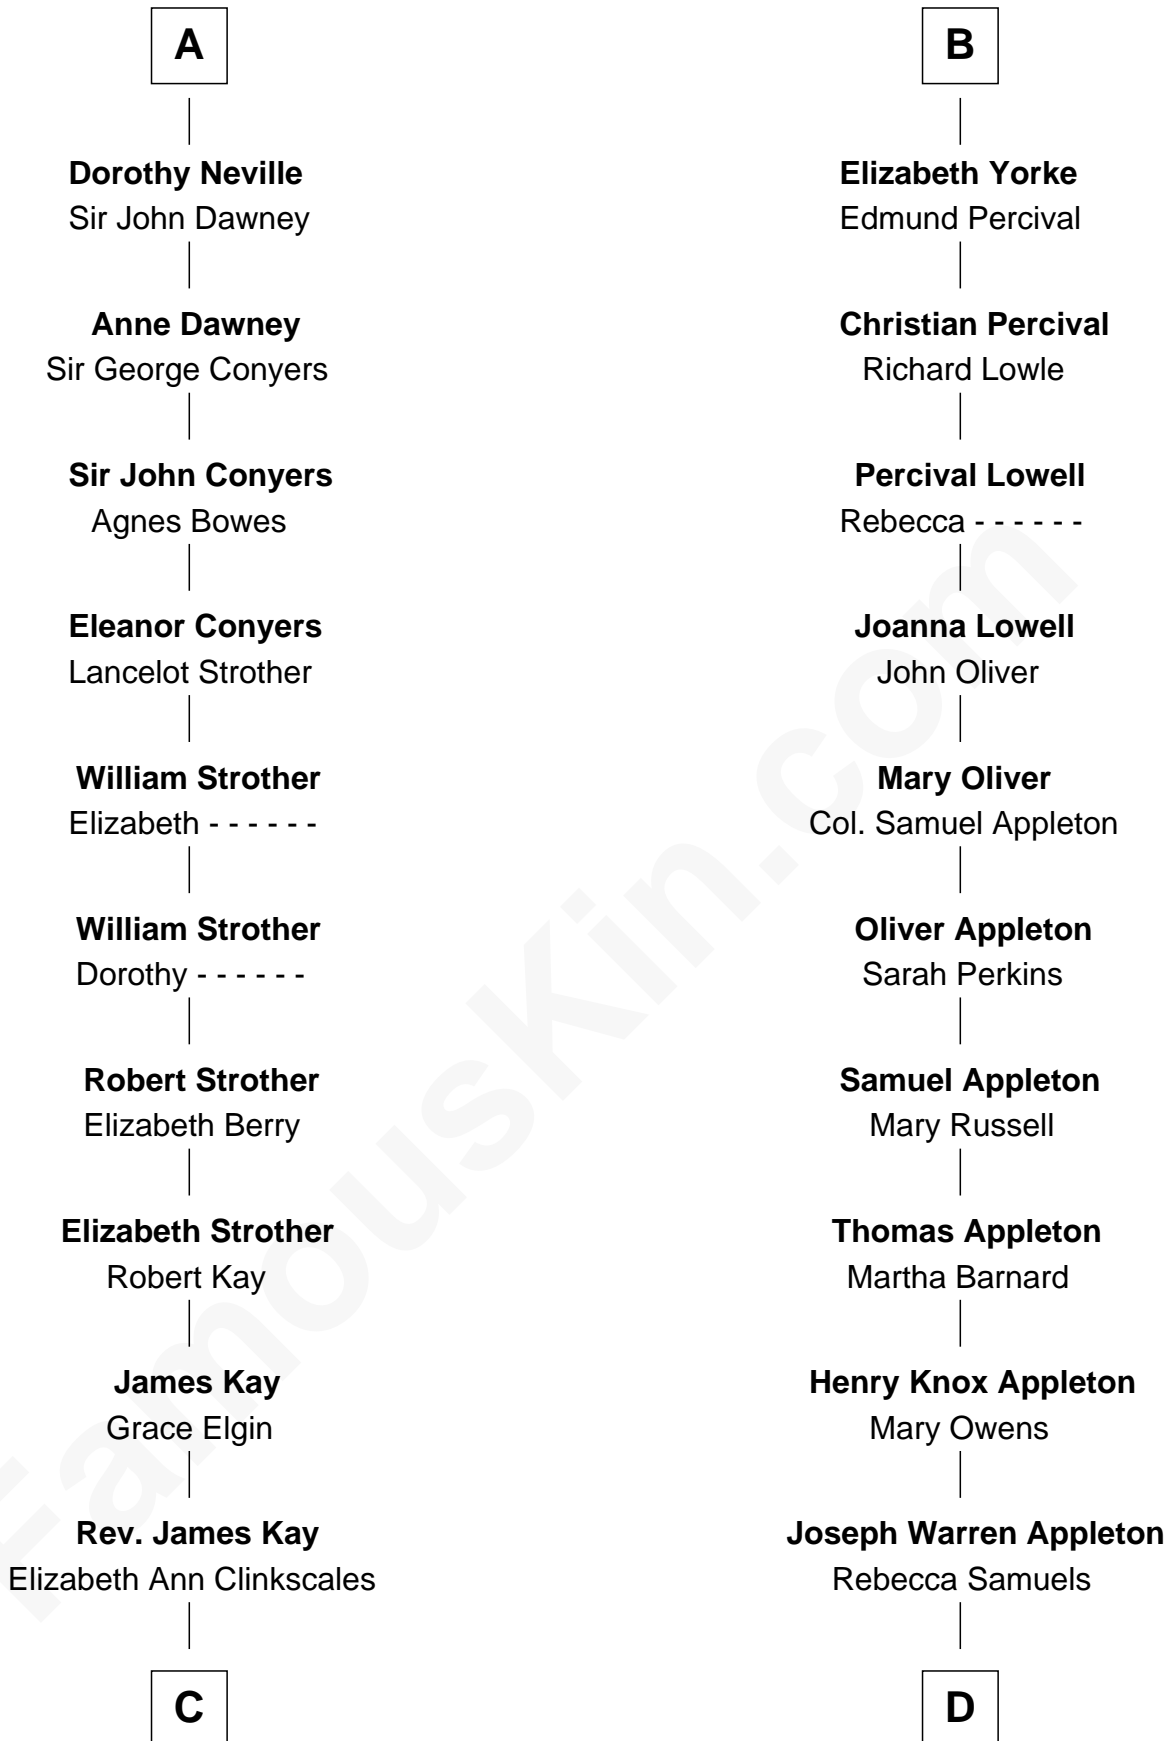 A
Dorothy Neville
Sir John Dawney
Anne Dawney
Sir George Conyers
Sir John Conyers
Agnes Bowes
Eleanor Conyers
Lancelot Strother
William Strother
Elizabeth - - - - - -
William Strother
Dorothy - - - - - -
Robert Strother
Elizabeth Berry
Elizabeth Strother
Robert Kay
James Kay
Grace Elgin
Rev. James Kay
Elizabeth Ann Clinkscales
C
B
Elizabeth Yorke
Edmund Percival
Christian Percival
Richard Lowle
Percival Lowell
Rebecca - - - - - -
Joanna Lowell
John Oliver
Mary Oliver
Col. Samuel Appleton
Oliver Appleton
Sarah Perkins
Samuel Appleton
Mary Russell
Thomas Appleton
Martha Barnard
Henry Knox Appleton
Mary Owens
Joseph Warren Appleton
Rebecca Samuels
D
FamousKin.com